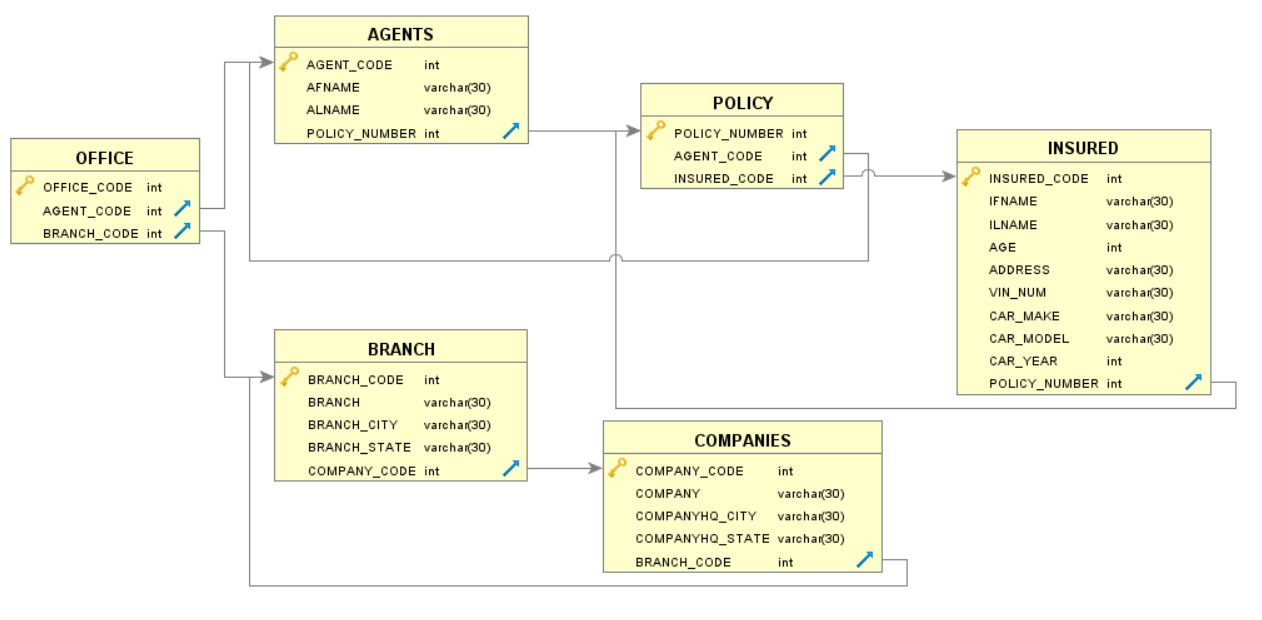 AGENTS
AGENT_CODE int
AFNAME varchar(30)
ALNAME varchar(30)
POLICY_NUMBER int
POLICY
POLICY_NUMBER int
AGENT_CODE int
INSURED_CODE int
INSURED
INSURED_CODE int
IFNAME varchar(30)
ILNAME varchar(30)
AGE int
ADDRESS varchar(30)
VIN_NUM varchar(30)
CAR_MAKE varchar(30)
CAR_MODEL varchar(30)
CAR_YEAR int
POLICY_NUMBER int
OFFICE
OFFICE_CODE int
AGENT_CODE int
BRANCH_CODE int
BRANCH
BRANCH_CODE int
BRANCH varchar(30)
BRANCH_CITY varchar(30)
BRANCH_STATE varchar(30)
COMPANY_CODE int
COMPANIES
COMPANY_CODE int
COMPANY varchar(30)
COMPANYHQ_CITY varchar(30)
COMPANYHQ_STATE varchar(30)
BRANCH_CODE int